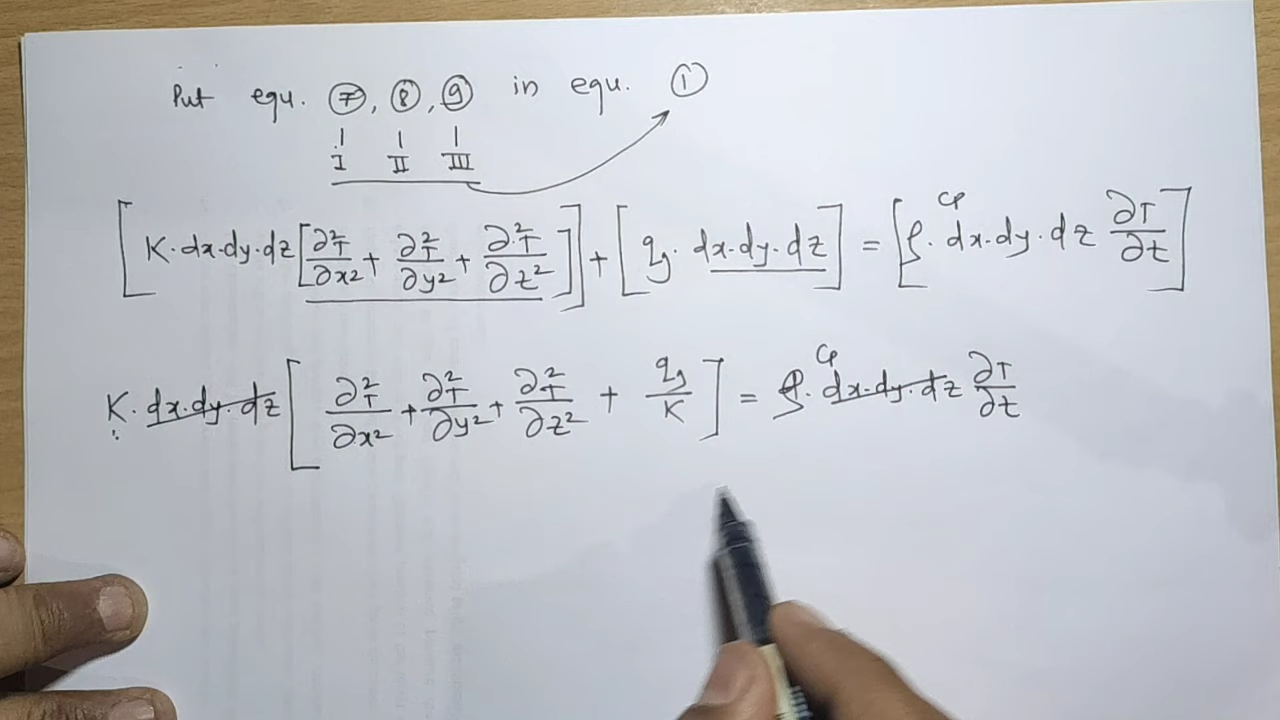 Put equ. ⑦, ⑧, ⑨ in equ. ①
I II III
[K·dx·dy·dz[∂²T/∂x² + ∂²T/∂y² + ∂²T/∂z²]] + [qg· dx·dy·dz] = [ρ· Cp dx·dy·dz ∂T/∂t]
K· dx·dy·dz [∂²T/∂x² + ∂²T/∂y² + ∂²T/∂z² + qg/K] = ρ· Cp dx·dy·dz ∂T/∂t